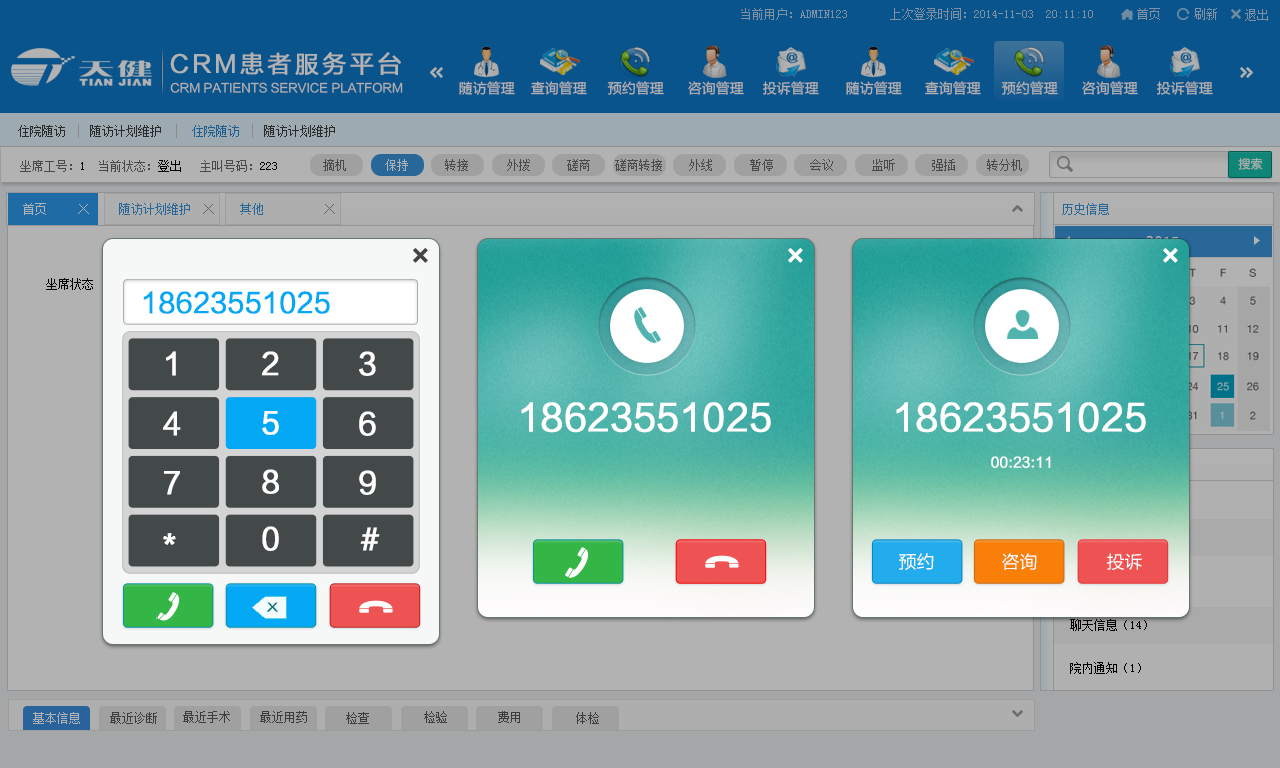 当前用户: ADMIN123 上次登录时间: 2014-11-03 20:11:10 首页 刷新 退出
天健 TIAN JIAN
CRM患者服务平台
CRM PATIENTS SERVICE PLATFORM
随访管理 查询管理 预约管理 咨询管理 投诉管理 随访管理 查询管理 预约管理 咨询管理 投诉管理
住院随访 随访计划维护 住院随访 随访计划维护
坐席工号: 1 当前状态: 登出 主叫号码: 223 摘机 保持 转接 外拨 磋商 磋商转接 外线 暂停 会议 监听 强插 转分机 搜索
首页 随访计划维护 其他 历史信息
坐席状态
18623551025
1 2 3
4 5 6
7 8 9
* 0 #
18623551025
18623551025
00:23:11
预约 咨询 投诉
T F S
3 4 5
10 11 12
17 18 19
24 25 26
31 1 2
聊天信息 (14)
院内通知 (1)
基本信息 最近诊断 最近手术 最近用药 检查 检验 费用 体检